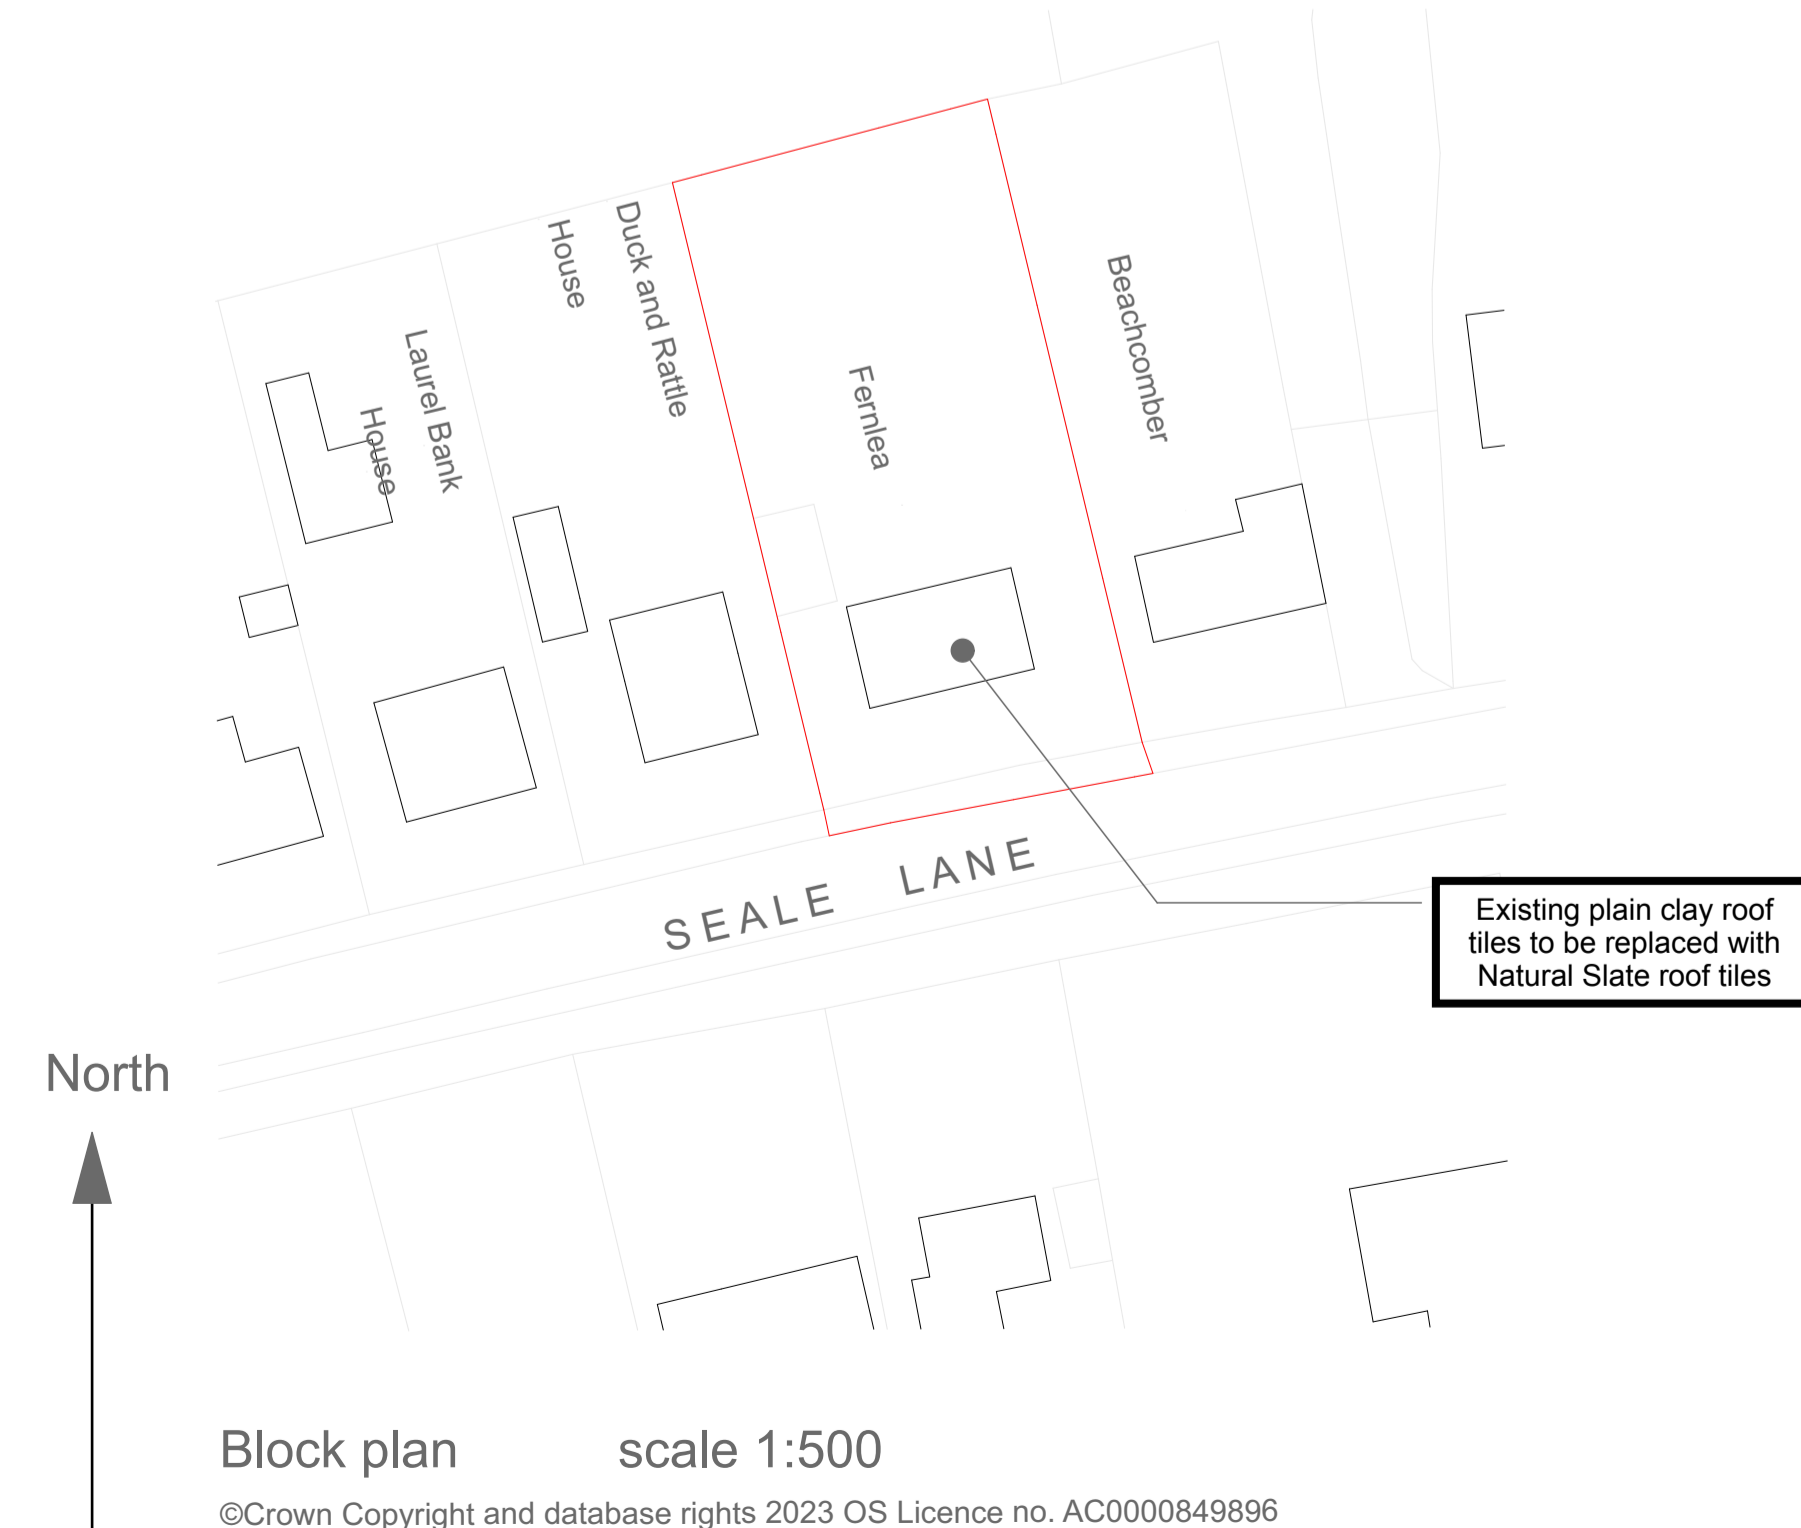 Duck and Rattle
House
Laurel Bank
House
Fernlea
Beachcomber
SEALE LANE
Existing plain clay roof
tiles to be replaced with
Natural Slate roof tiles
North
Block plan scale 1:500
©Crown Copyright and database rights 2023 OS Licence no. AC0000849896